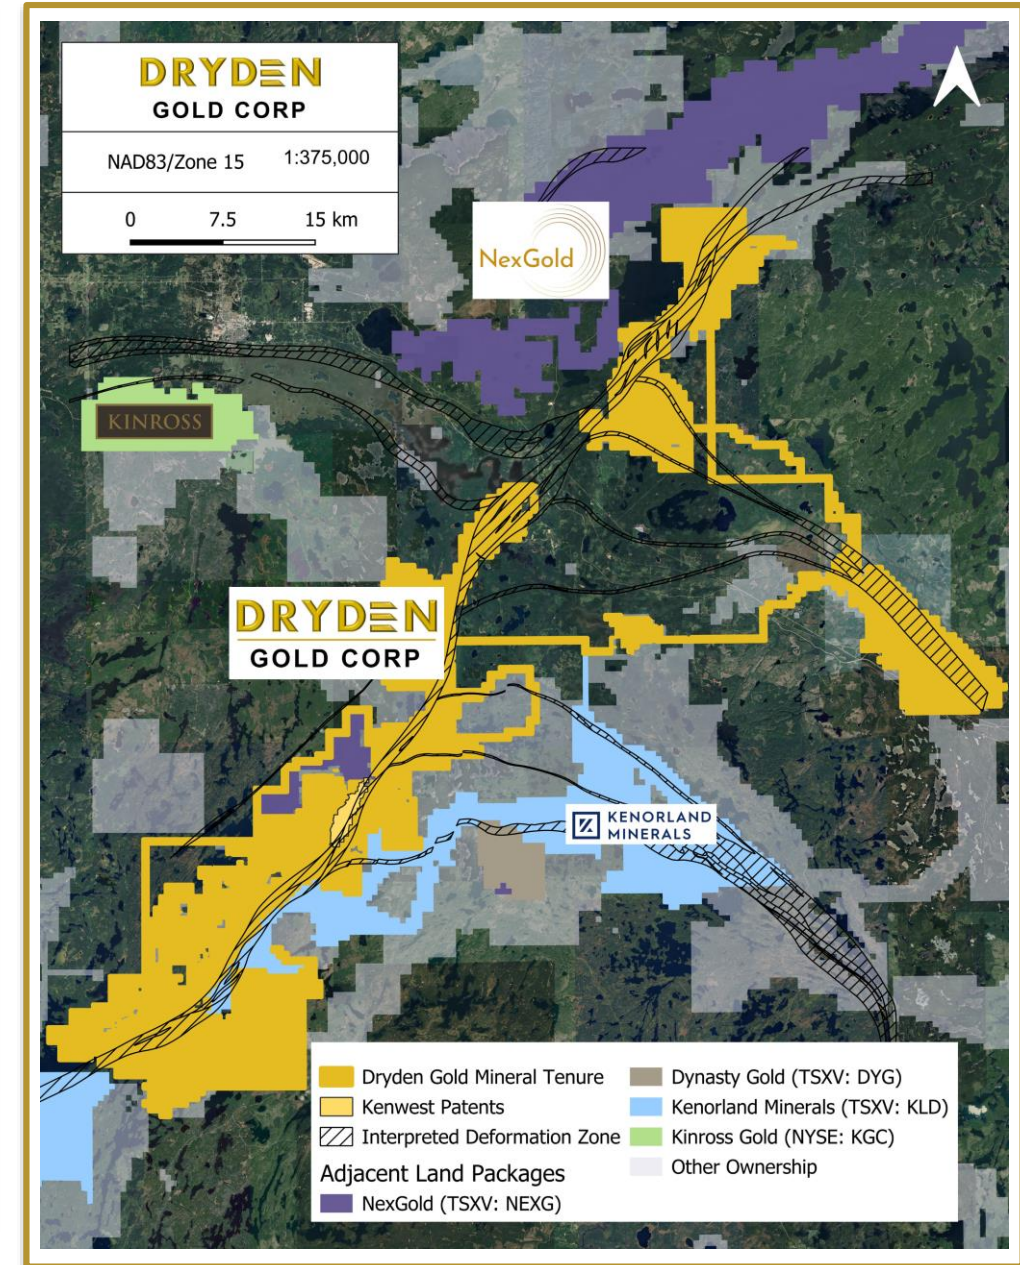 DRYDEN
GOLD CORP
NAD83/Zone 15 1:375,000
0 7.5 15 km
NexGold
KINROSS
DRYDEN
GOLD CORP
KENORLAND
MINERALS
Dryden Gold Mineral Tenure
Kenwest Patents
Interpreted Deformation Zone
Adjacent Land Packages
NexGold (TSXV: NEXG)
Dynasty Gold (TSXV: DYG)
Kenorland Minerals (TSXV: KLD)
Kinross Gold (NYSE: KGC)
Other Ownership